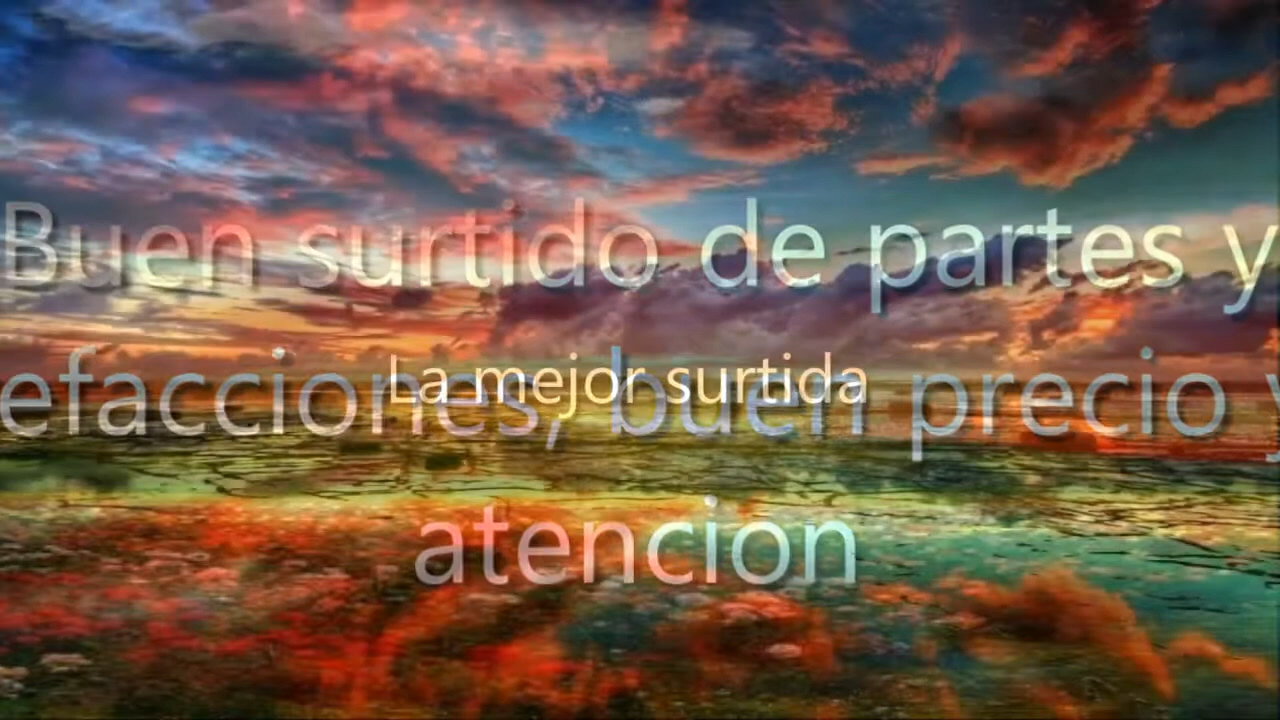 Buen surtido de partes y
efacciones, buen precio y
La mejor surtida
atencion